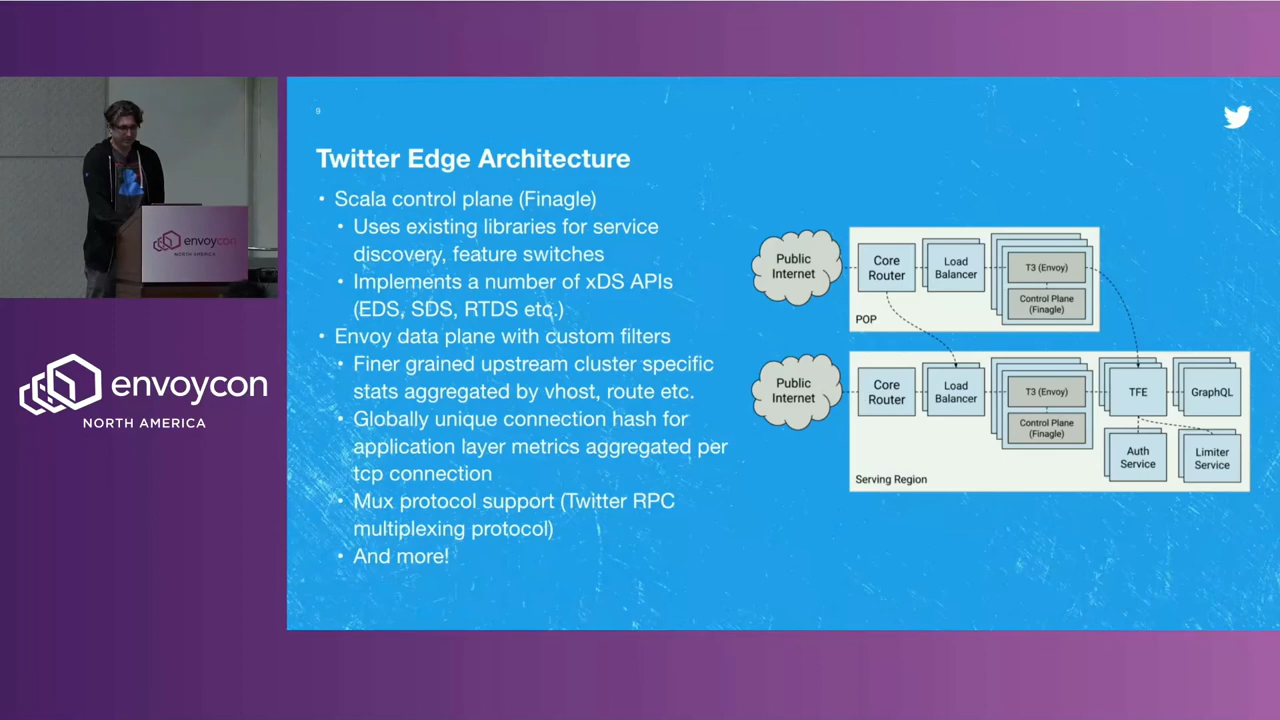 9
Twitter Edge Architecture
• Scala control plane (Finagle)
• Uses existing libraries for service
discovery, feature switches
• Implements a number of xDS APIs
(EDS, SDS, RTDS etc.)
• Envoy data plane with custom filters
• Finer grained upstream cluster specific
stats aggregated by vhost, route etc.
• Globally unique connection hash for
application layer metrics aggregated per
tcp connection
• Mux protocol support (Twitter RPC
multiplexing protocol)
• And more!
Public
Internet
Core
Router
Load
Balancer
T3 (Envoy)
Control Plane
(Finagle)
POP
Public
Internet
Core
Router
Load
Balancer
T3 (Envoy)
Control Plane
(Finagle)
TFE
GraphQL
Auth
Service
Limiter
Service
Serving Region
envoycon
NORTH AMERICA
envoycon
NORTH AMERICA